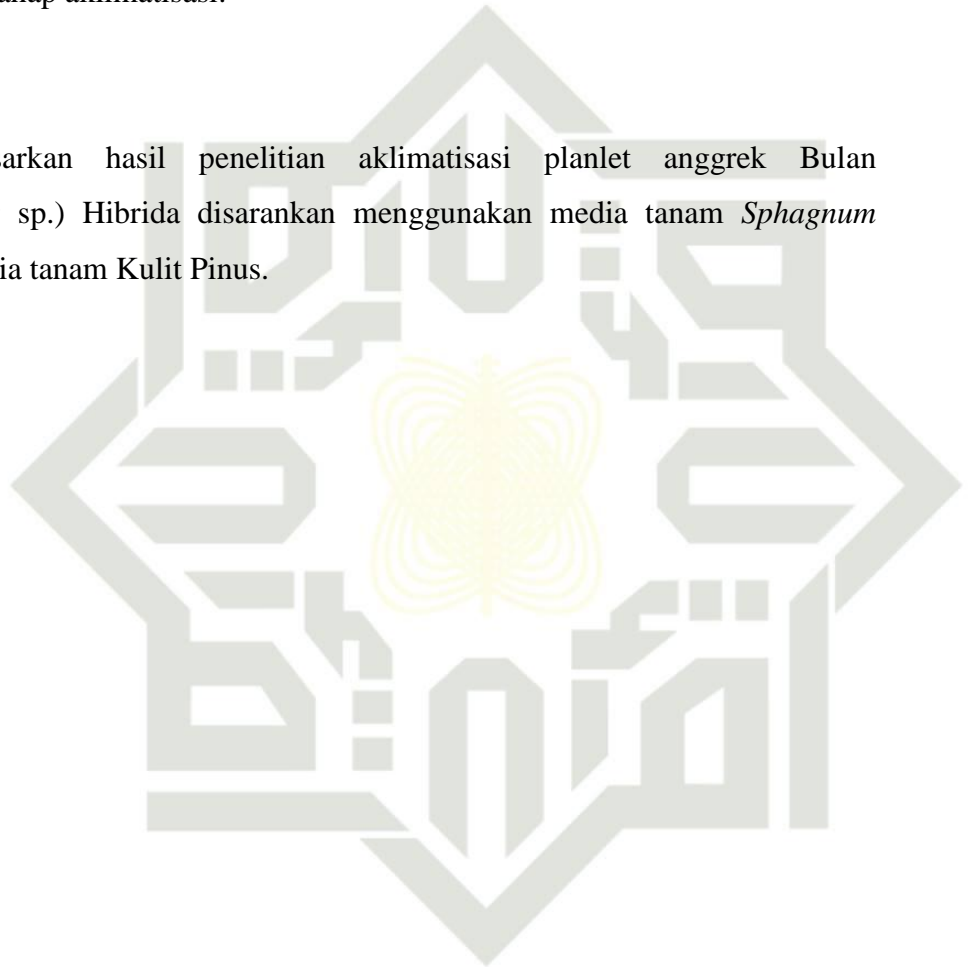 ahap aklimatisasi.
sarkan hasil penelitian aklimatisasi planlet anggrek Bulan
sp.) Hibrida disarankan menggunakan media tanam Sphagnum
ia tanam Kulit Pinus.